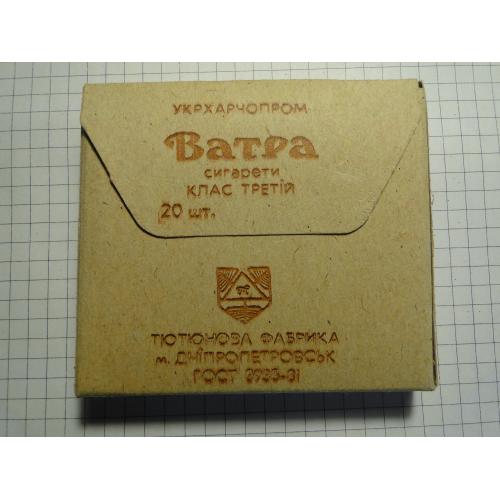 УКРХАРЧОПРОМ
Ватра
сигарети
КЛАС ТРЕТІЙ
20 шт.
ТЮТЮНОВА ФАБРИКА
м. ДНІПРОПЕТРОВСЬК
ГОСТ 3935-81